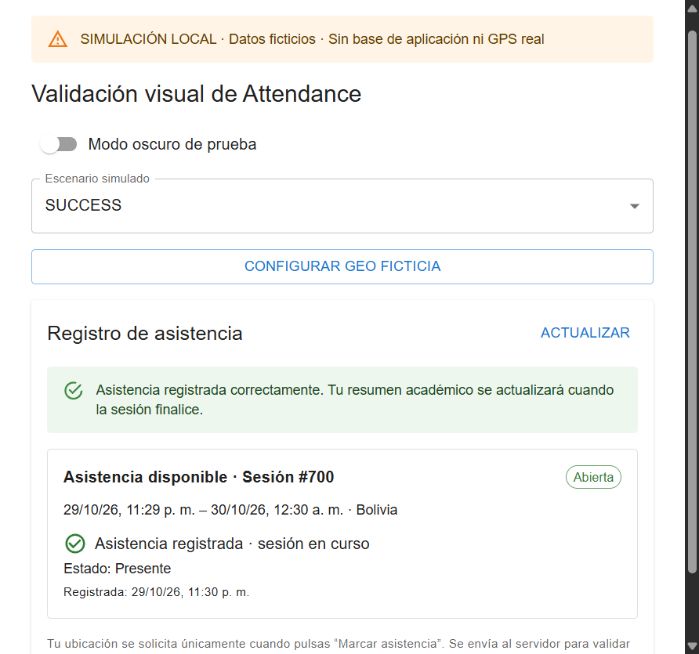 SIMULACIÓN LOCAL · Datos ficticios · Sin base de aplicación ni GPS real
Validación visual de Attendance
Modo oscuro de prueba
Escenario simulado
SUCCESS
CONFIGURAR GEO FICTICIA
Registro de asistencia
ACTUALIZAR
Asistencia registrada correctamente. Tu resumen académico se actualizará cuando
la sesión finalice.
Asistencia disponible · Sesión #700
Abierta
29/10/26, 11:29 p. m. – 30/10/26, 12:30 a. m. · Bolivia
Asistencia registrada · sesión en curso
Estado: Presente
Registrada: 29/10/26, 11:30 p. m.
Tu ubicación se solicita únicamente cuando pulsas "Marcar asistencia". Se envía al servidor para validar